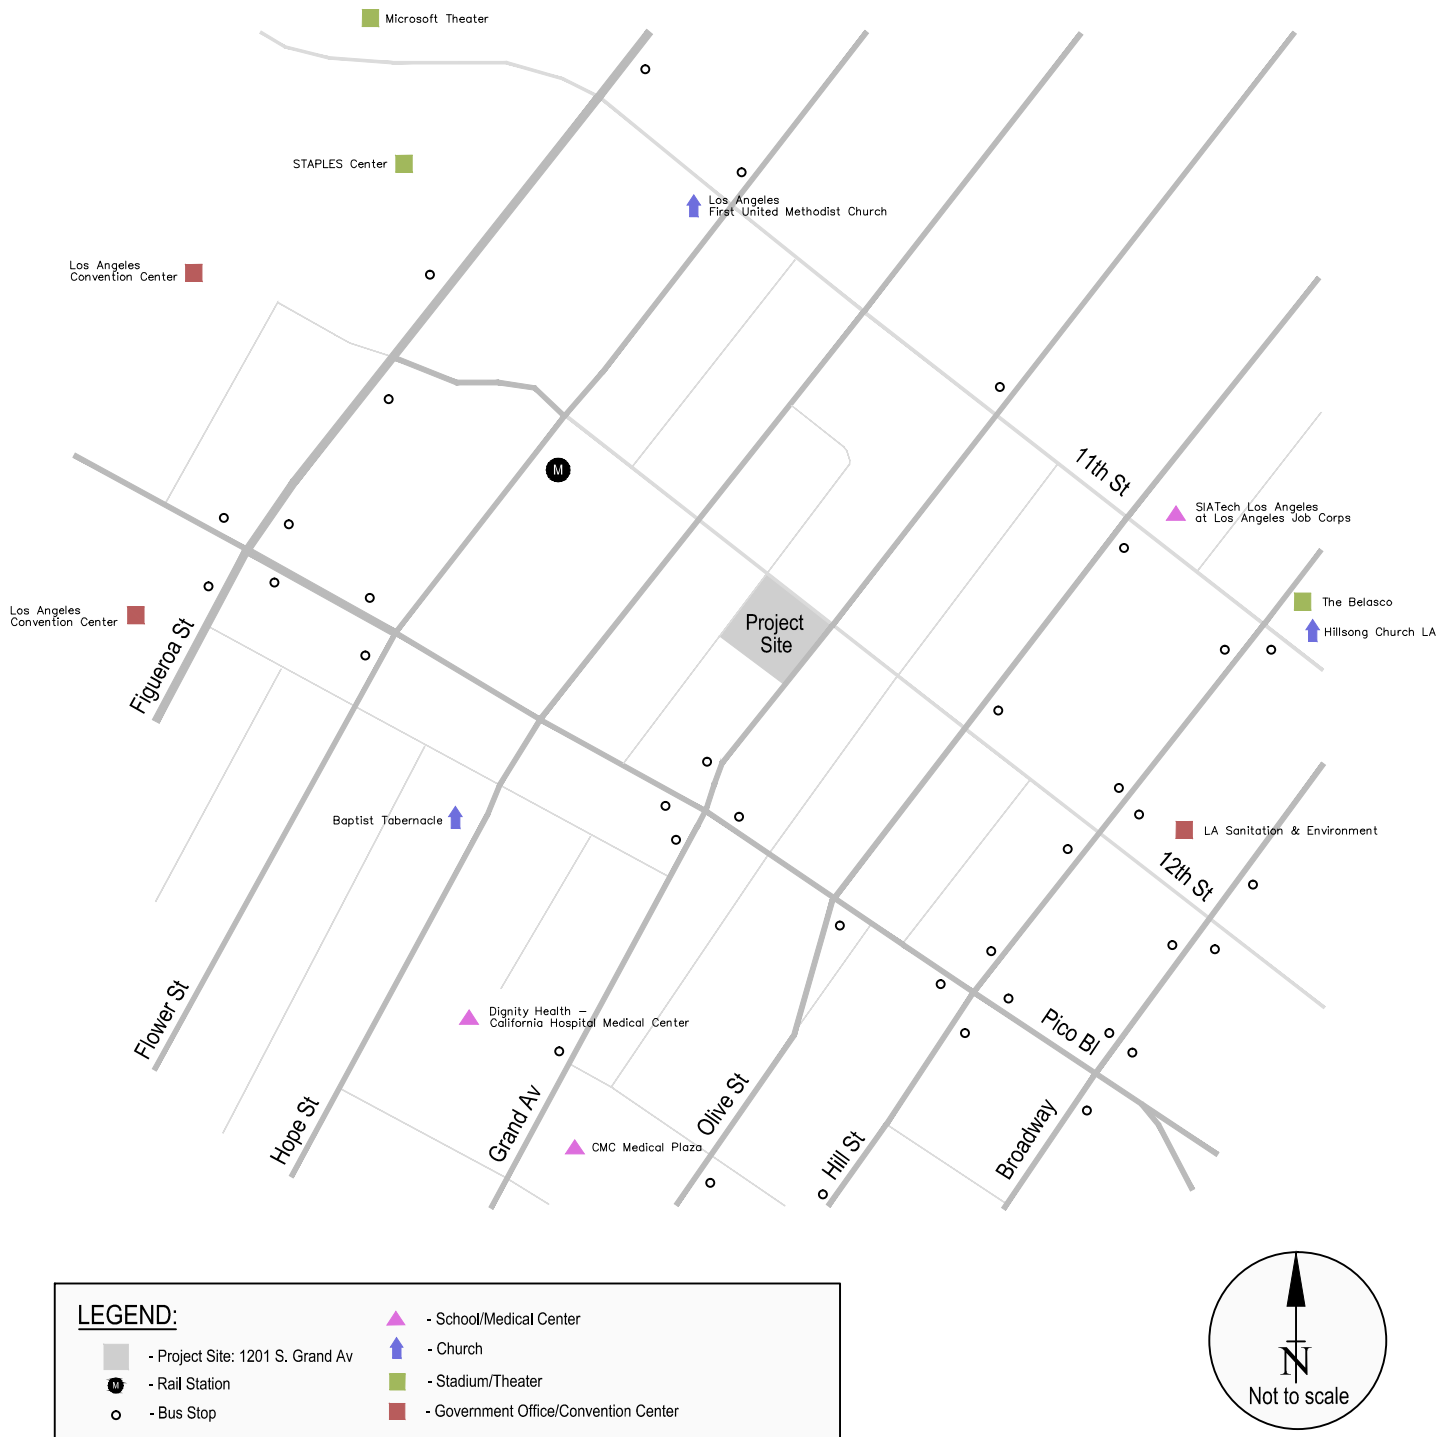 Microsoft Theater
STAPLES Center
Los Angeles
First United Methodist Church
Los Angeles
Convention Center
M
11th St
SIATech Los Angeles
at Los Angeles Job Corps
The Belasco
Hillsong Church LA
Los Angeles
Convention Center
Project
Site
Figueroa St
Baptist Tabernacle
LA Sanitation & Environment
12th St
Flower St
Dignity Health –
California Hospital Medical Center
Pico Bl
Hope St
Grand Av
Olive St
CMC Medical Plaza
Hill St
Broadway
LEGEND:
- Project Site: 1201 S. Grand Av
M - Rail Station
- Bus Stop
- School/Medical Center
- Church
- Stadium/Theater
- Government Office/Convention Center
N
Not to scale